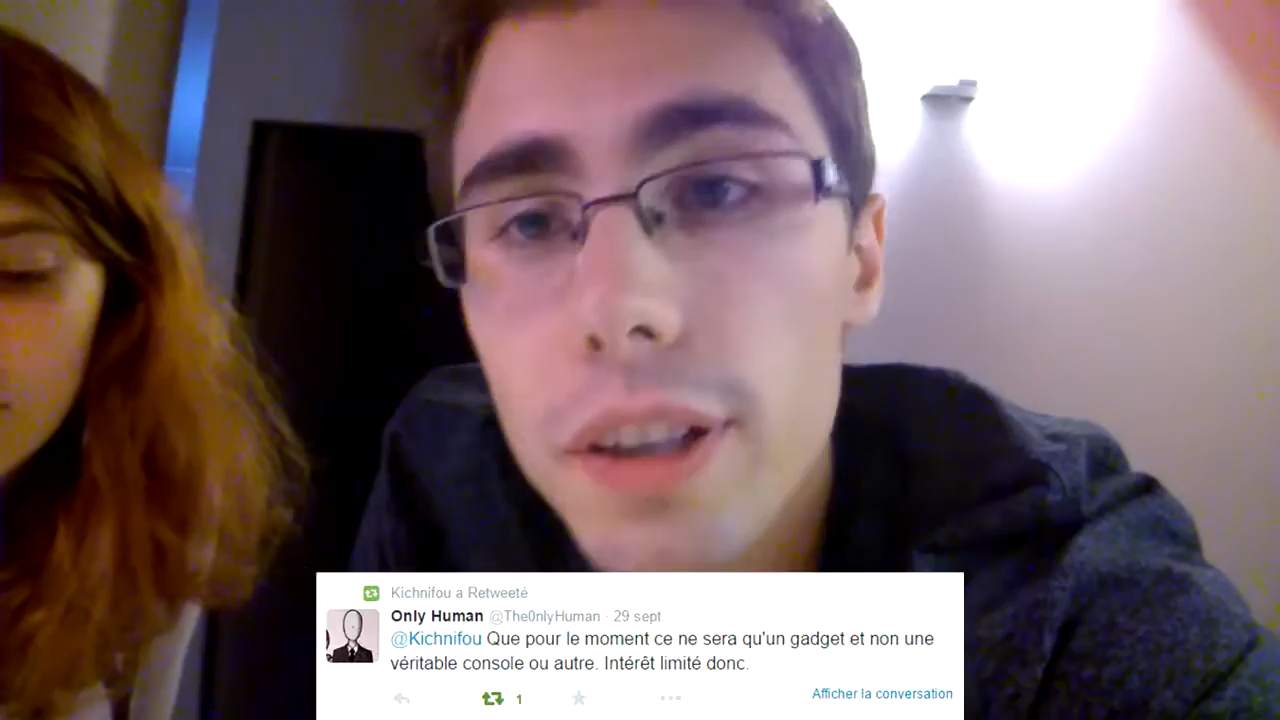 Kichnifou a Retweeté
Only Human @The0nlyHuman · 29 sept
@Kichnifou Que pour le moment ce ne sera qu'un gadget et non une
véritable console ou autre. Intérêt limité donc.
1
Afficher la conversation